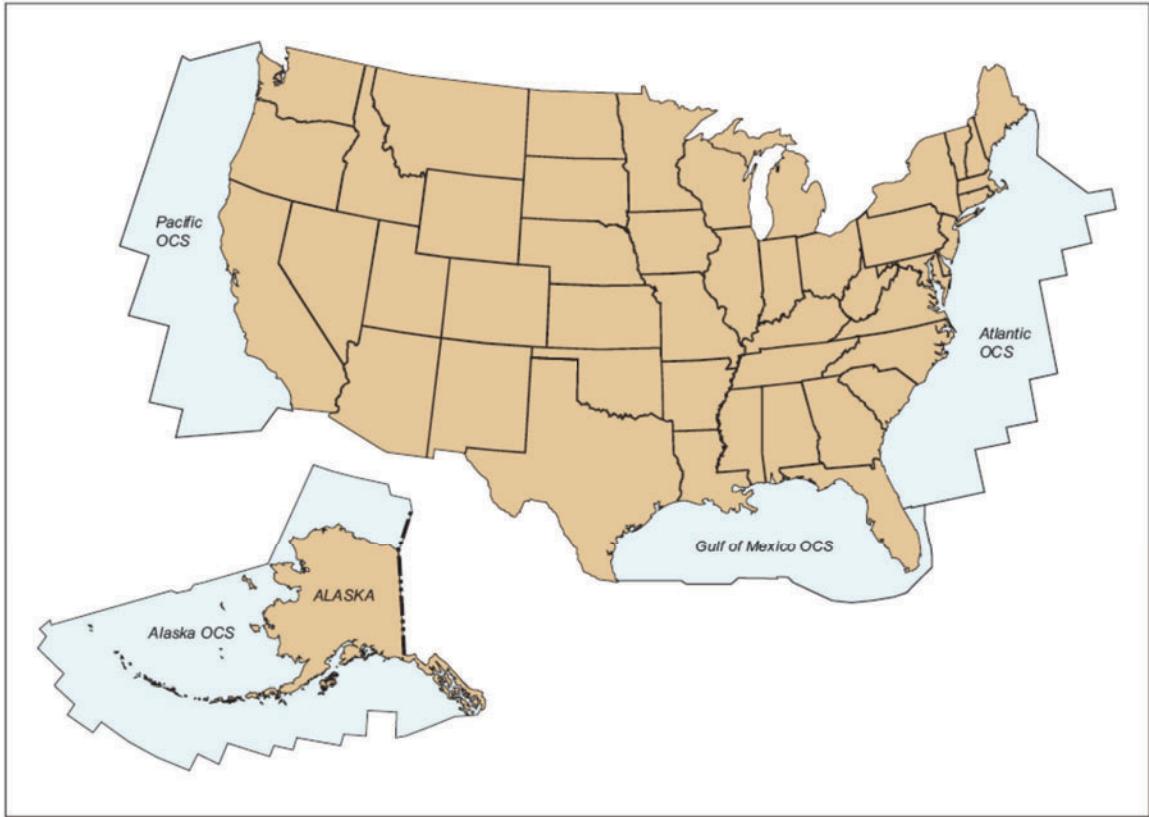 Pacific
OCS
Atlantic
OCS
Gulf of Mexico OCS
ALASKA
Alaska OCS